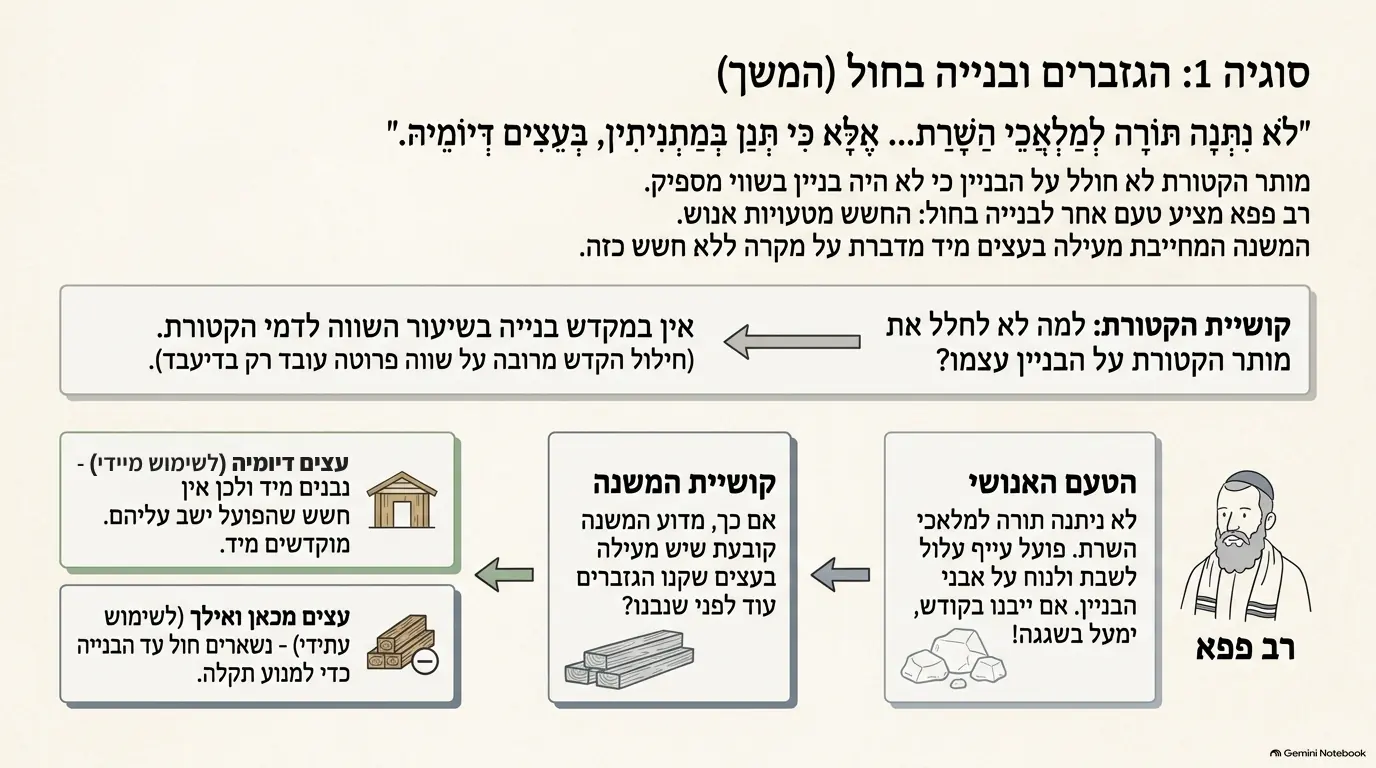 סוגיה 1: הגזברים ובנייה בחול (המשך)
"לֹא נִתְּנָה תּוֹרָה לְמַלְאֲכֵי הַשָּׁרֵת... אֶלָּא כִּי תְּנַן בְּמַתְנִיתִין, בְּעֵצִים דְּיוֹמֵיהּ."
מותר הקטורת לא חולל על הבניין כי לא היה בניין בשווי מספיק.
רב פפא מציע טעם אחר לבנייה בחול: החשש מטעויות אנוש.
המשנה המחייבת מעילה בעצים מיד מדברת על מקרה ללא חשש כזה.
קושיית הקטורת: למה לא לחלל את
מותר הקטורת על הבניין עצמו?
אין במקדש בנייה בשיעור השווה לדמי הקטורת.
(חילול הקדש מרובה על שווה פרוטה עובד רק בדיעבד).
רב פפא
הטעם האנושי
לא ניתנה תורה למלאכי
השרת. פועל עייף עלול
לשבת ולנוח על אבני
הבניין. אם ייבנו בקודש,
ימעל בשגגה!
קושיית המשנה
אם כך, מדוע המשנה
קובעת שיש מעילה
בעצים שקנו הגזברים
עוד לפני שנבנו?
עצים דיומיה (לשימוש מיידי) -
נבנים מיד ולכן אין
חשש שהפועל ישב עליהם.
מוקדשים מיד.
עצים מכאן ואילך (לשימוש
עתידי) - נשארים חול עד הבנייה
כדי למנוע תקלה.
Gemini Notebook